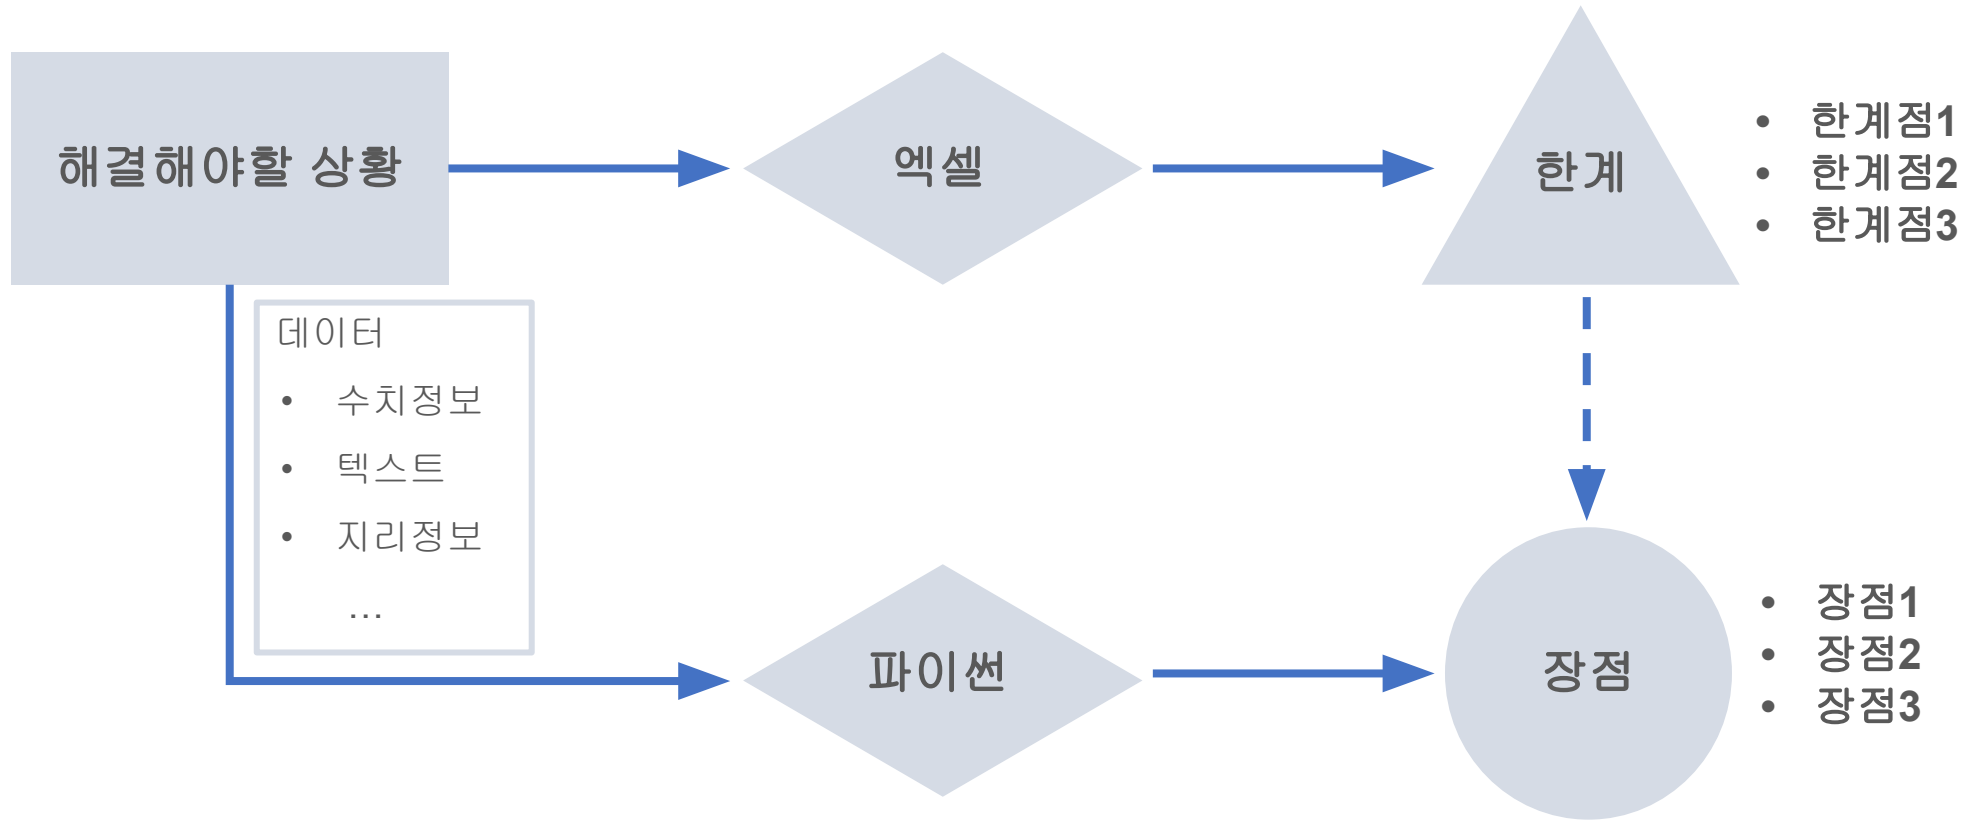 해결해야할 상황
엑셀
한계
• 한계점1
• 한계점2
• 한계점3
데이터
• 수치정보
• 텍스트
• 지리정보
...
파이썬
장점
• 장점1
• 장점2
• 장점3